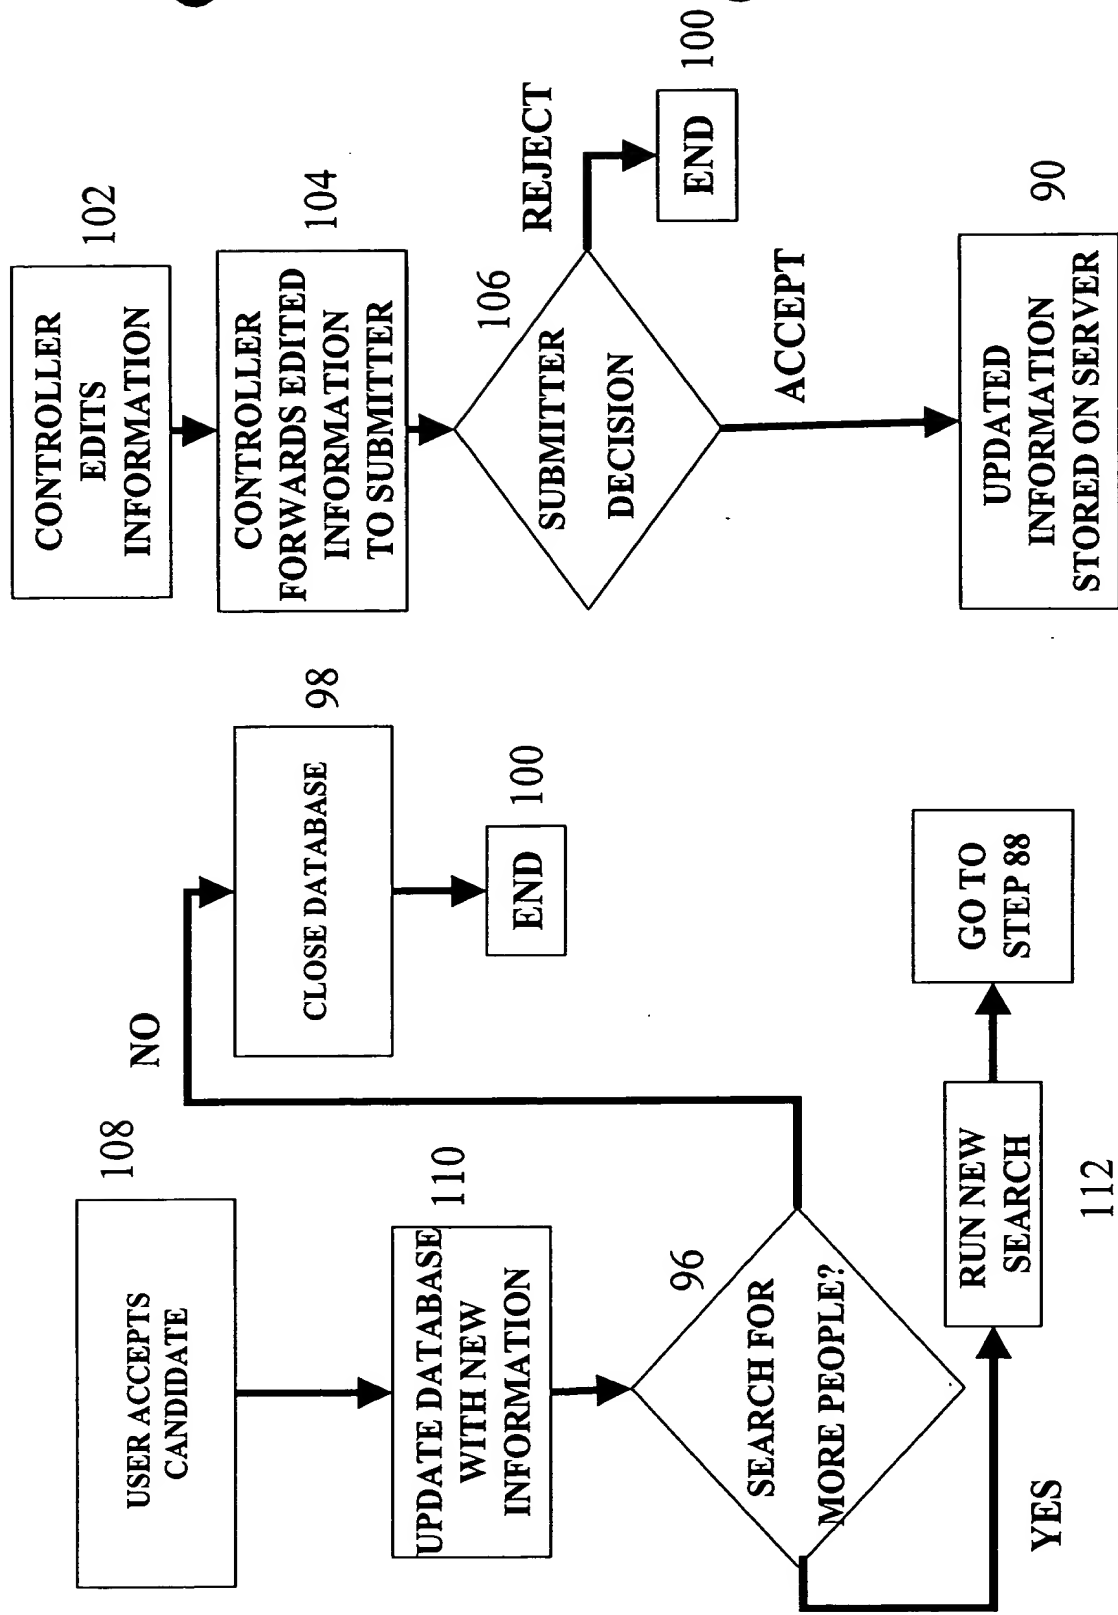 108
USER ACCEPTS
CANDIDATE
110
UPDATE DATABASE
WITH NEW
INFORMATION
96
SEARCH FOR
MORE PEOPLE?
NO
98
CLOSE DATABASE
100
END
YES
RUN NEW
SEARCH
112
GO TO
STEP 88
102
CONTROLLER
EDITS
INFORMATION
104
CONTROLLER
FORWARDS EDITED
INFORMATION
TO SUBMITTER
106
SUBMITTER
DECISION
REJECT
100
END
ACCEPT
90
UPDATED
INFORMATION
STORED ON SERVER